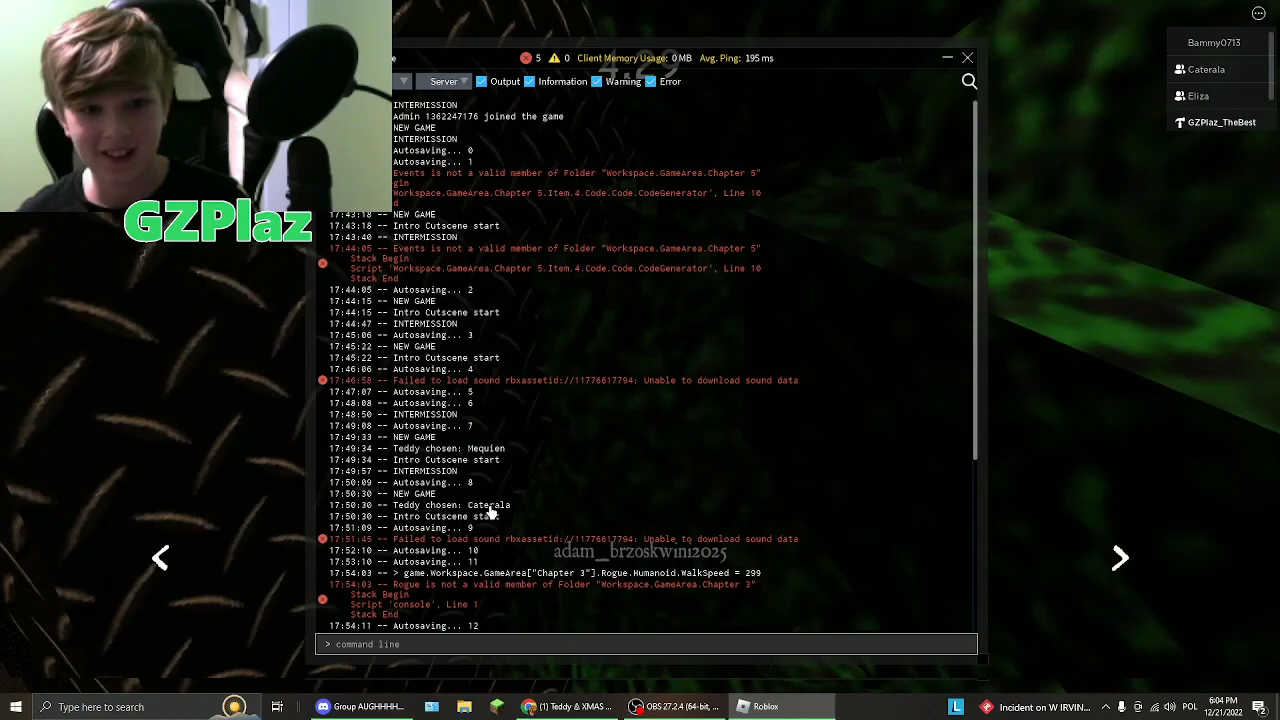 4:29
e
5
0
Client Memory Usage: 0 MB
Avg. Ping: 195 ms
Bammy0713
Caterala
Eliza
GZPlaz_TheBest
Server
Output
Information
Warning
Error
INTERMISSION
Admin 1362247176 joined the game
NEW GAME
INTERMISSION
Autosaving... 0
Autosaving... 1
Events is not a valid member of Folder "Workspace.GameArea.Chapter 5"
gin
Workspace.GameArea.Chapter 5.Item.4.Code.Code.CodeGenerator', Line 10
d
GZPlaz
17:43:18 -- NEW GAME
17:43:18 -- Intro Cutscene start
17:43:40 -- INTERMISSION
17:44:05 -- Events is not a valid member of Folder "Workspace.GameArea.Chapter 5"
Stack Begin
Script 'Workspace.GameArea.Chapter 5.Item.4.Code.Code.CodeGenerator', Line 10
Stack End
17:44:05 -- Autosaving... 2
17:44:15 -- NEW GAME
17:44:15 -- Intro Cutscene start
17:44:47 -- INTERMISSION
17:45:06 -- Autosaving... 3
17:45:22 -- NEW GAME
17:45:22 -- Intro Cutscene start
17:46:06 -- Autosaving... 4
17:46:58 -- Failed to load sound rbxassetid://11776617794: Unable to download sound data
17:47:07 -- Autosaving... 5
17:48:08 -- Autosaving... 6
17:48:50 -- INTERMISSION
17:49:08 -- Autosaving... 7
17:49:33 -- NEW GAME
17:49:34 -- Teddy chosen: Mequien
17:49:34 -- Intro Cutscene start
17:49:57 -- INTERMISSION
17:50:09 -- Autosaving... 8
17:50:30 -- NEW GAME
17:50:30 -- Teddy chosen: Caterala
17:50:30 -- Intro Cutscene start
17:51:09 -- Autosaving... 9
17:51:45 -- Failed to load sound rbxassetid://11776617794: Unable to download sound data
17:52:10 -- Autosaving... 10
adam_brzoskwini2025
17:53:10 -- Autosaving... 11
17:54:03 -- > game.Workspace.GameArea["Chapter 3"].Rogue.Humanoid.WalkSpeed = 299
17:54:03 -- Rogue is not a valid member of Folder "Workspace.GameArea.Chapter 3"
Stack Begin
Script 'console', Line 1
Stack End
17:54:11 -- Autosaving... 12
> command line
Type here to search
Group AUGHHHH...
(1) Teddy Δ XMAS ...
OBS 27.2.4 (64-bit, ...
Roblox
L
Incident on W IRVIN...
POL
6:04 PM
12/21/2022